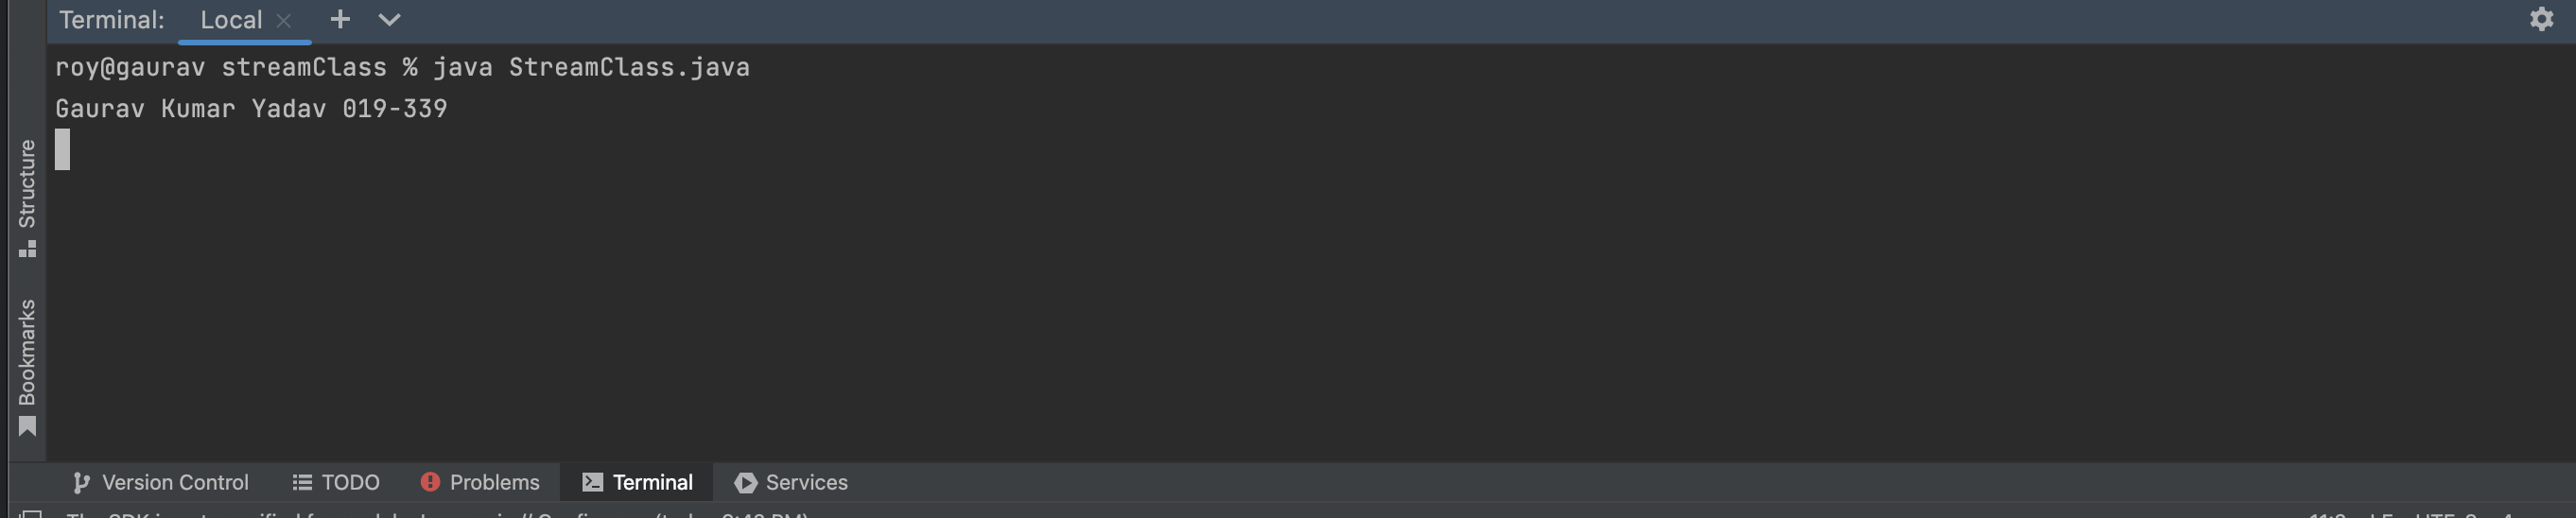 Terminal: Local
roy@gaurav streamClass % java StreamClass.java
Gaurav Kumar Yadav 019-339
Structure
Bookmarks
Version Control TODO Problems Terminal Services